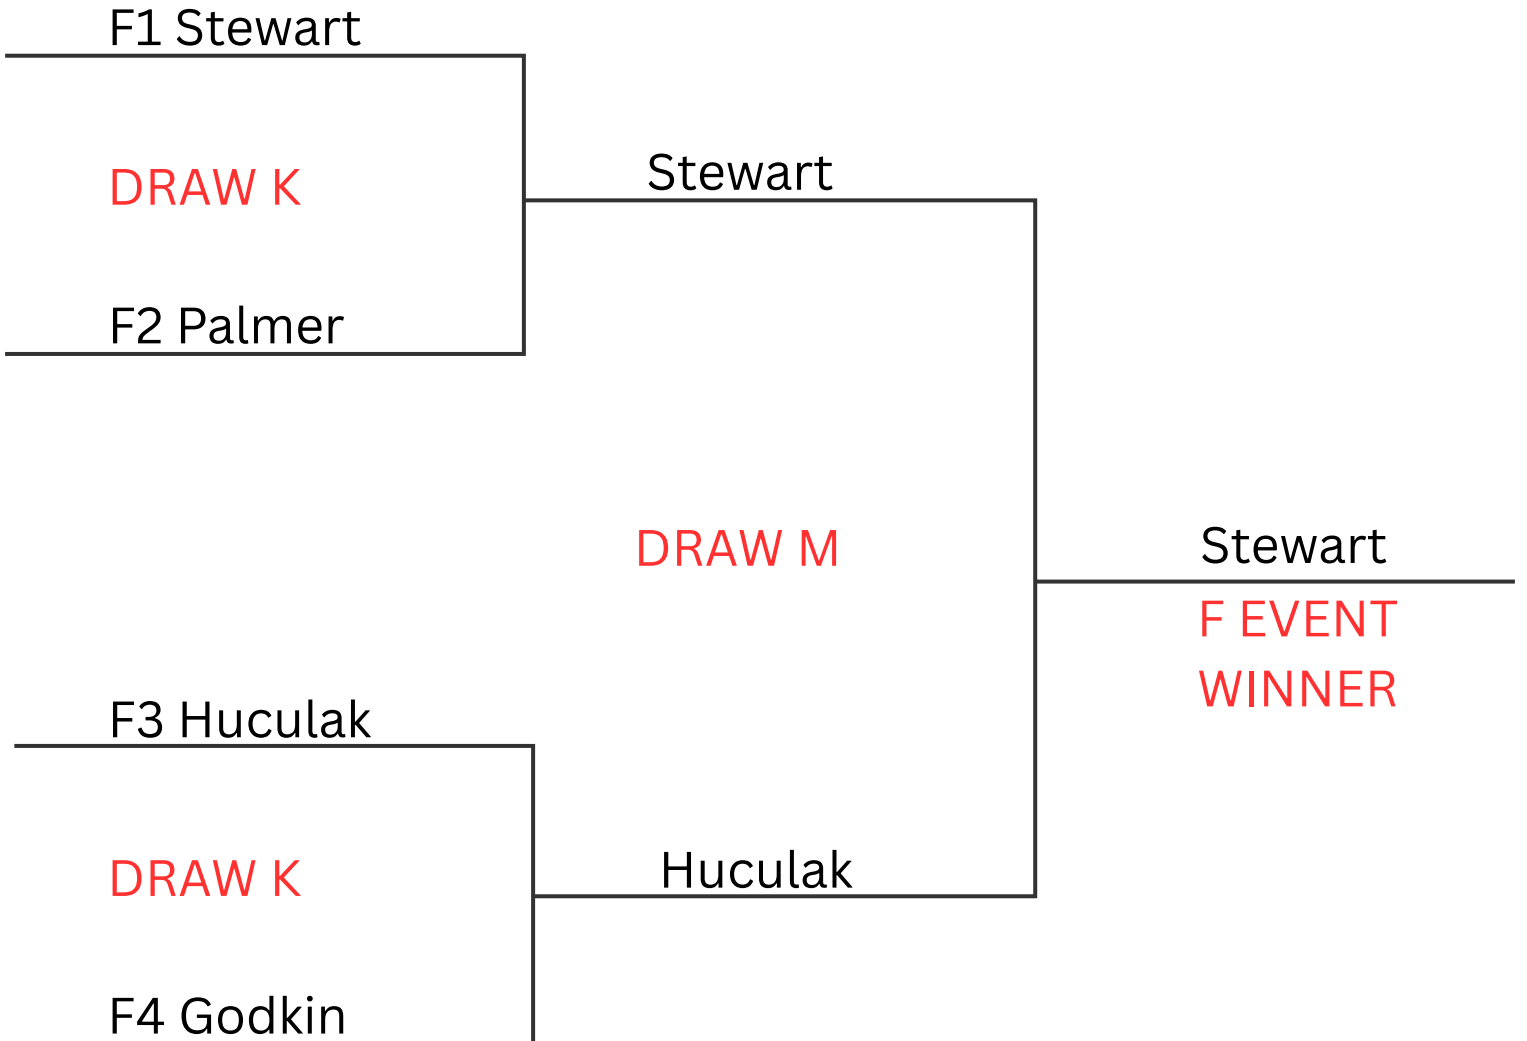 F1 Stewart
DRAW K
Stewart
F2 Palmer
DRAW M
Stewart
F EVENT
WINNER
F3 Huculak
DRAW K
Huculak
F4 Godkin